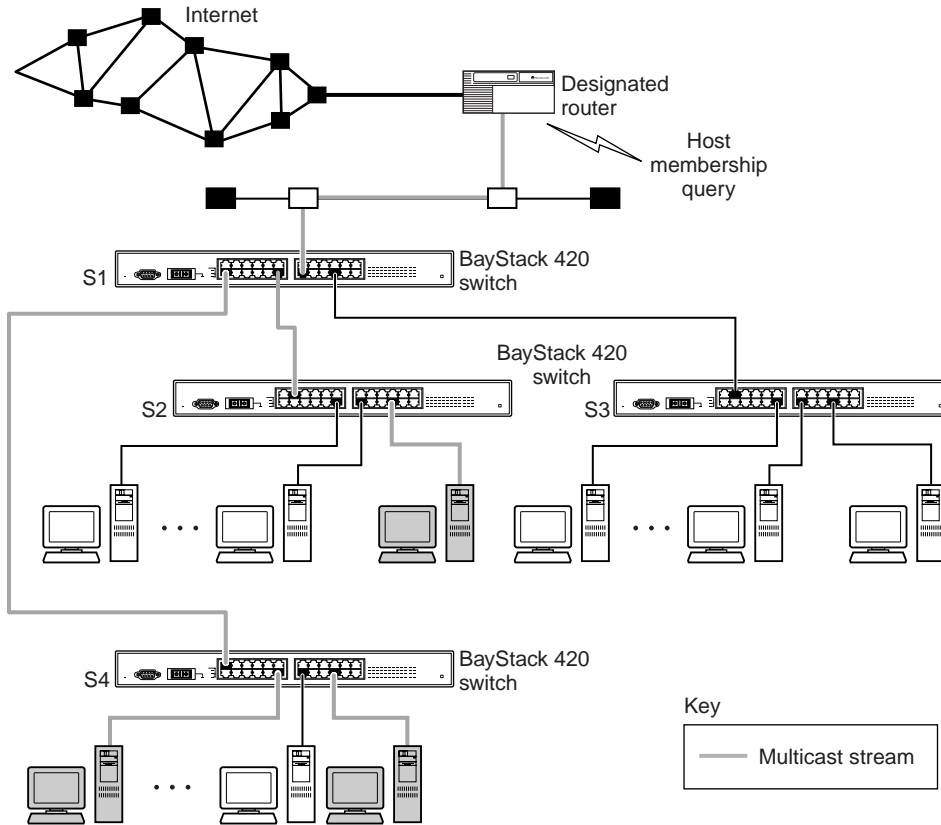 Internet
Designated
router
Host
membership
query
BayStack 420
switch
S1
BayStack 420
switch
S2
S3
BayStack 420
switch
S4
Key
Multicast stream